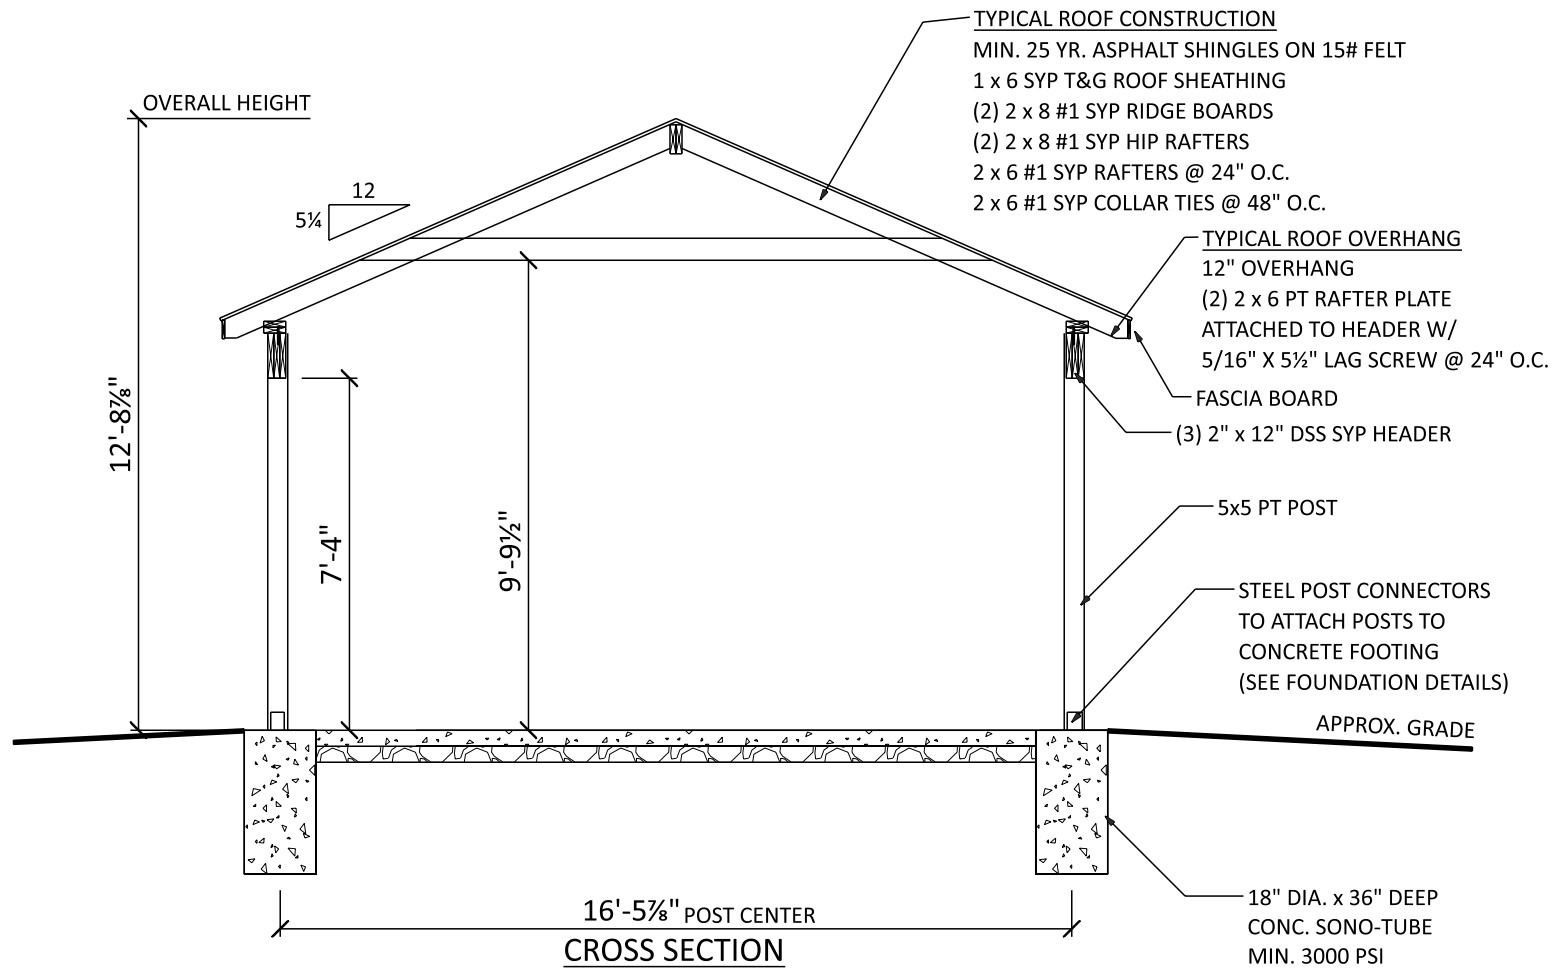 TYPICAL ROOF CONSTRUCTION
MIN. 25 YR. ASPHALT SHINGLES ON 15# FELT
1 x 6 SYP T&G ROOF SHEATHING
(2) 2 x 8 #1 SYP RIDGE BOARDS
(2) 2 x 8 #1 SYP HIP RAFTERS
2 x 6 #1 SYP RAFTERS @ 24" O.C.
2 x 6 #1 SYP COLLAR TIES @ 48" O.C.
OVERALL HEIGHT
12
5¼
TYPICAL ROOF OVERHANG
12" OVERHANG
(2) 2 x 6 PT RAFTER PLATE
ATTACHED TO HEADER W/
5/16" X 5½" LAG SCREW @ 24" O.C.
FASCIA BOARD
(3) 2" x 12" DSS SYP HEADER
12'-8⅞"
7'-4"
9'-9½"
5x5 PT POST
STEEL POST CONNECTORS
TO ATTACH POSTS TO
CONCRETE FOOTING
(SEE FOUNDATION DETAILS)
APPROX. GRADE
18" DIA. x 36" DEEP
CONC. SONO-TUBE
MIN. 3000 PSI
16'-5⅞" POST CENTER
CROSS SECTION